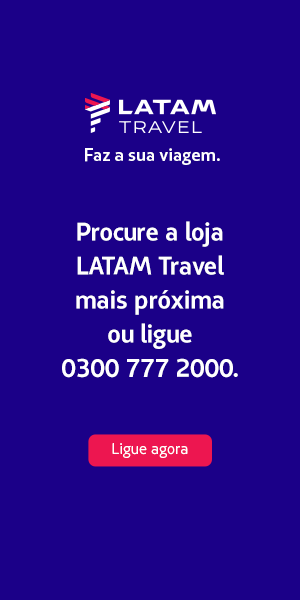 LATAM
TRAVEL
Faz a sua viagem.
Procure a loja
LATAM Travel
mais próxima
ou ligue
0300 777 2000.
Ligue agora